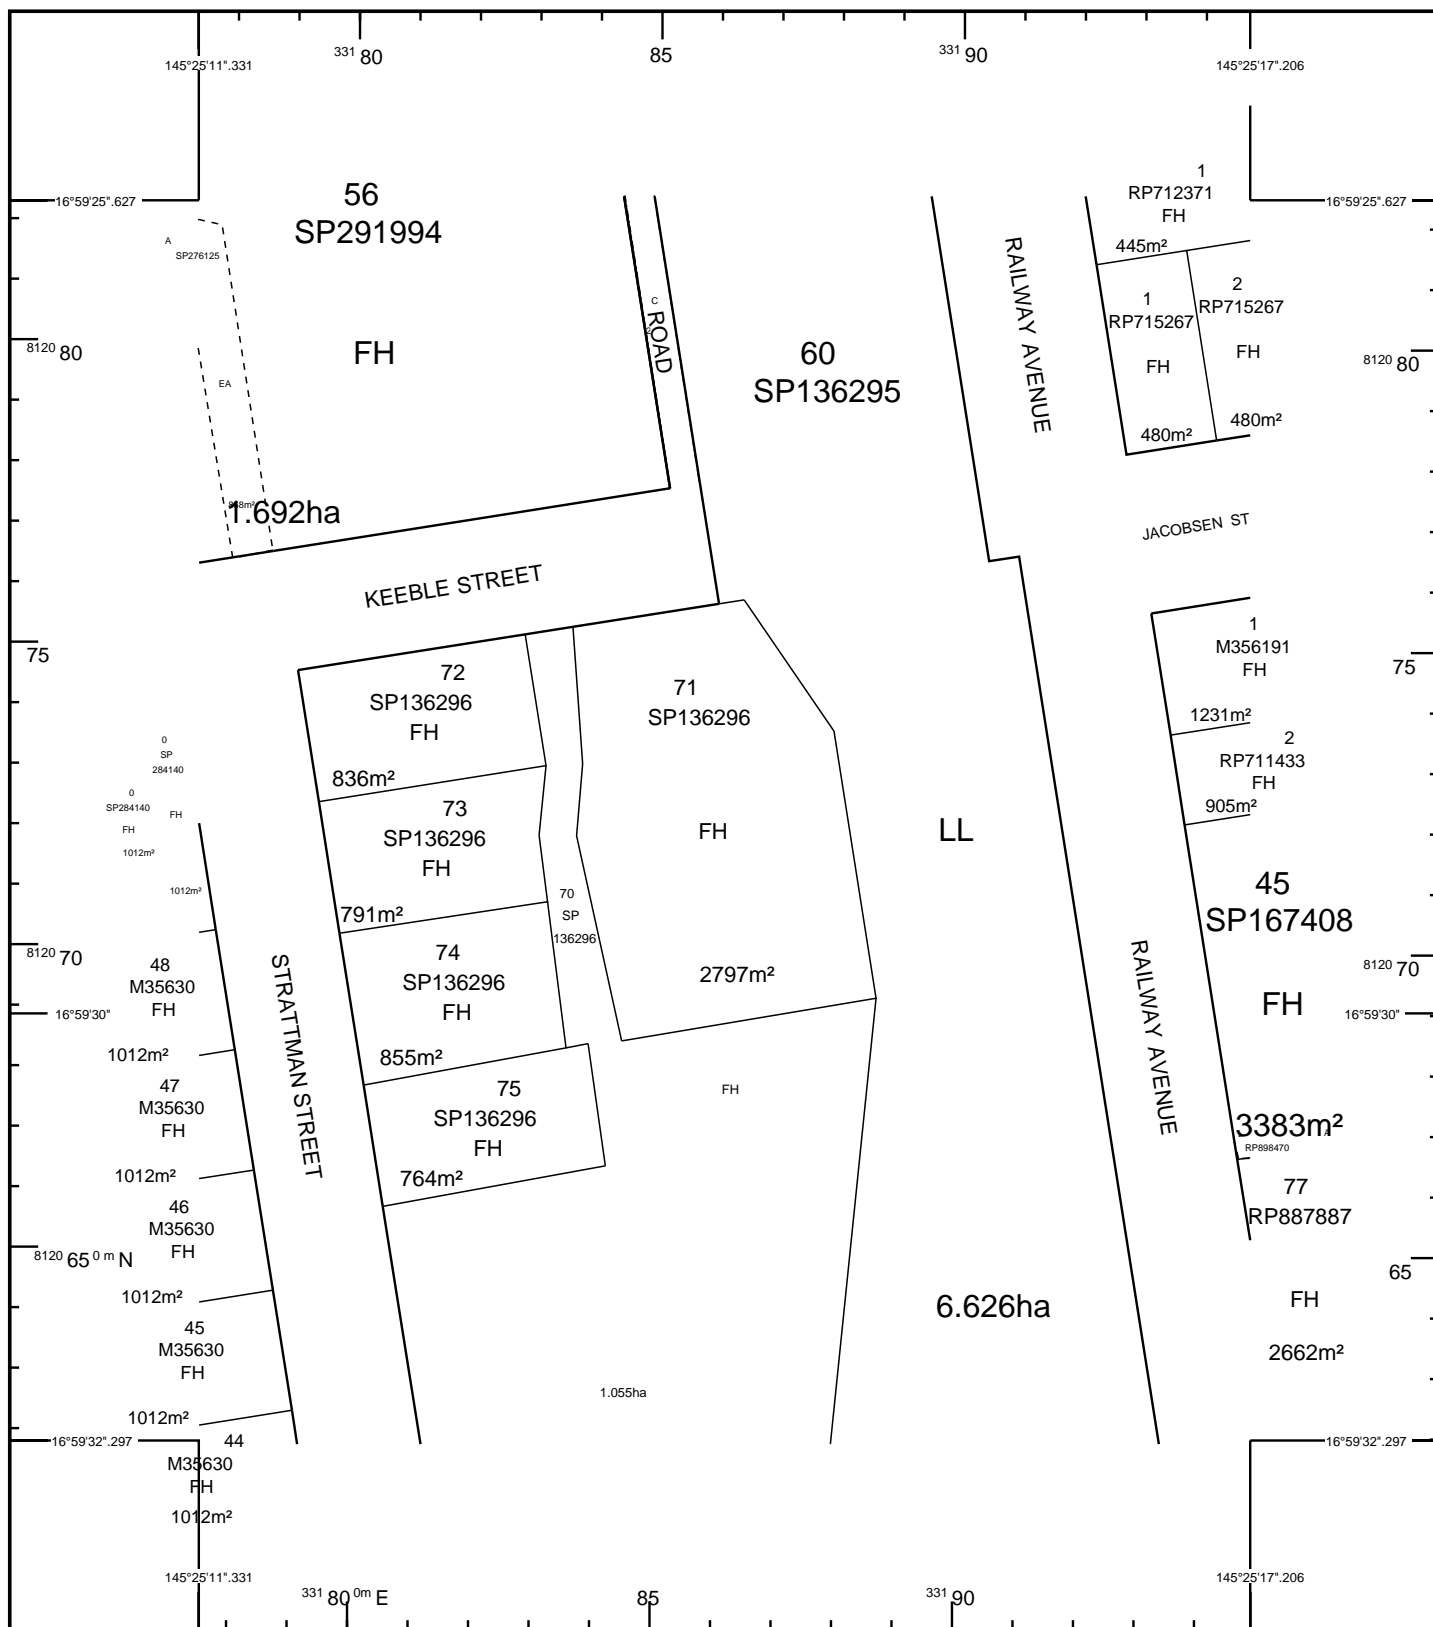 331 80
85
331 90
145°25'11".331
145°25'17".206
16°59'25".627
16°59'25".627
56
SP291994
FH
1.692ha
A
SP276125
EA
C
ROAD
60
SP136295
LL
6.626ha
RAILWAY AVENUE
1
RP712371
FH
445m²
1
RP715267
FH
480m²
2
RP715267
FH
480m²
8120 80
8120 80
KEEBLE STREET
JACOBSEN ST
75
75
72
SP136296
FH
836m²
73
SP136296
FH
791m²
74
SP136296
FH
855m²
75
SP136296
FH
764m²
70
SP
136296
FH
1.055ha
71
SP136296
FH
2797m²
1
M356191
FH
1231m²
2
RP711433
FH
905m²
45
SP167408
FH
3383m²
RP898470
77
RP887887
FH
2662m²
RAILWAY AVENUE
STRATTMAN STREET
0
SP
284140
FH
1012m²
0
SP284140
FH
1012m²
8120 70
8120 70
16°59'30"
16°59'30"
48
M35630
FH
1012m²
47
M35630
FH
1012m²
46
M35630
FH
1012m²
8120 65 0 m N
65
45
M35630
FH
1012m²
44
M35630
FH
1012m²
16°59'32".297
16°59'32".297
145°25'11".331
145°25'17".206
331 80 0m E
85
331 90